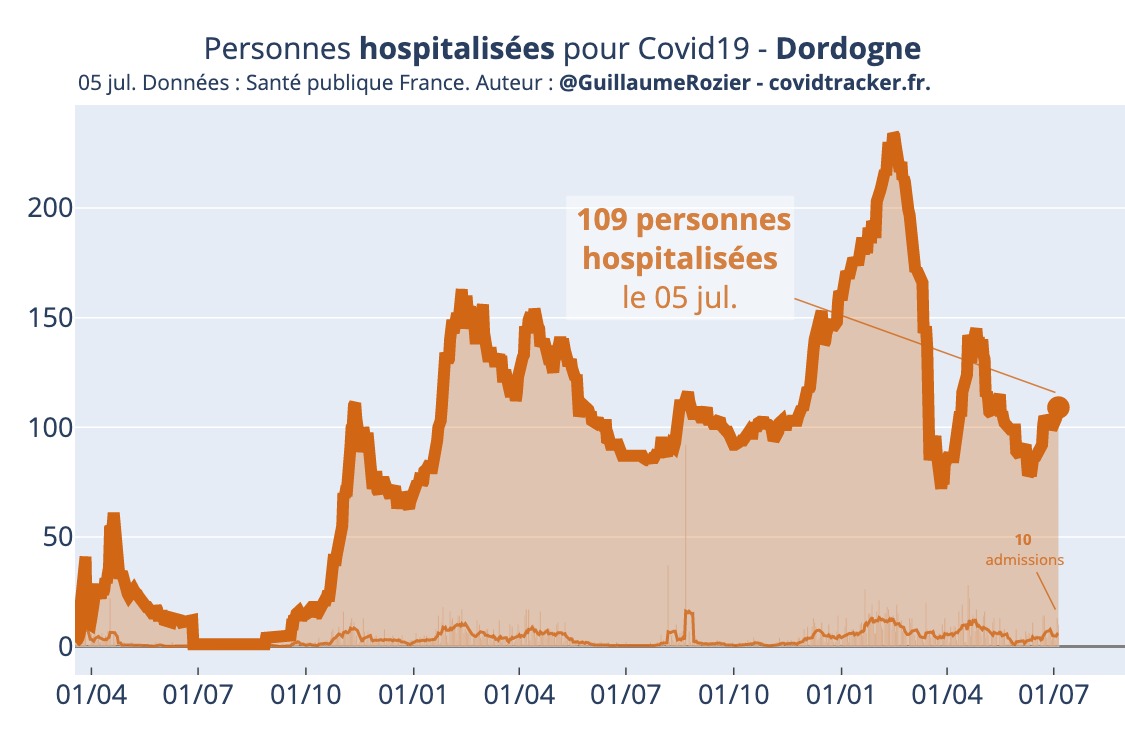 Personnes hospitalisées pour Covid19 - Dordogne
05 jul. Données : Santé publique France. Auteur : @GuillaumeRozier - covidtracker.fr.
200
150
100
50
0
109 personnes
hospitalisées
le 05 jul.
10
admissions
01/04 01/07 01/10 01/01 01/04 01/07 01/10 01/01 01/04 01/07